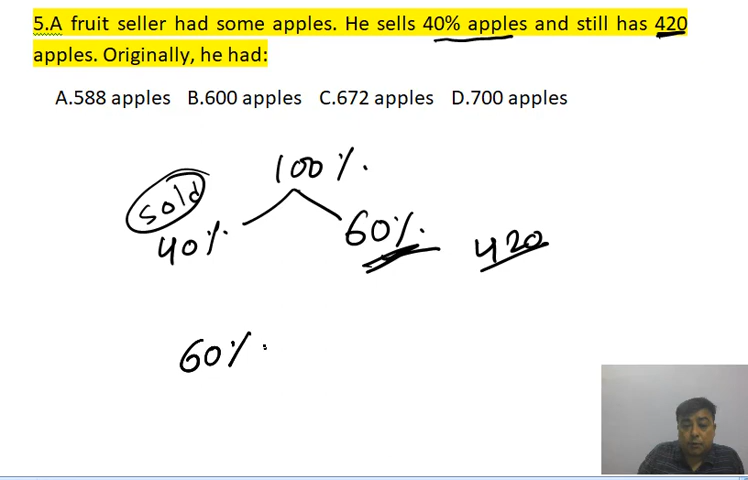 5.A fruit seller had some apples. He sells 40% apples and still has 420
apples. Originally, he had:
A.588 apples B.600 apples C.672 apples D.700 apples
100%.
sold
40%. 60%. 420
60%.